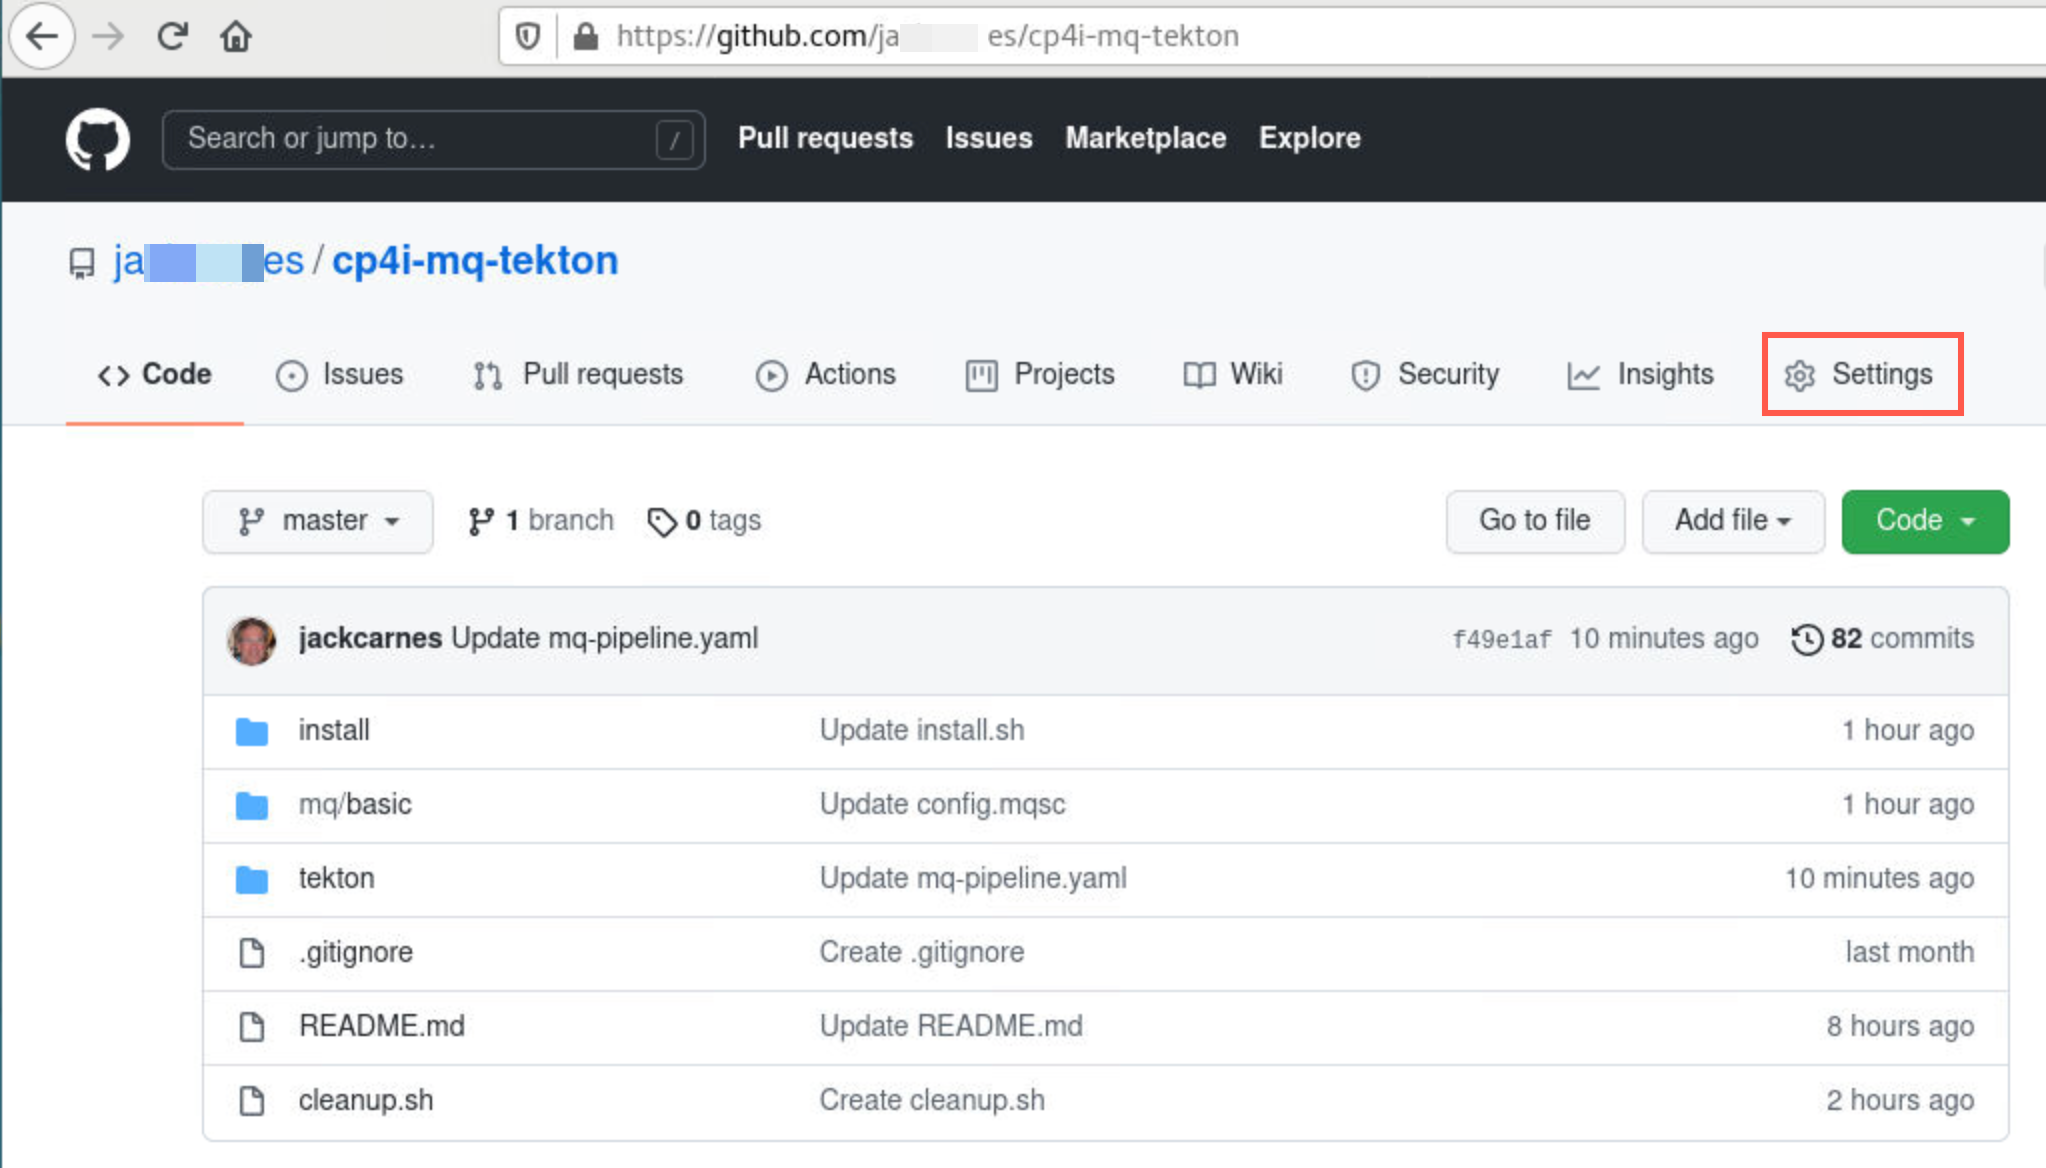 https://github.com/ja es/cp4i-mq-tekton
Search or jump to… / Pull requests Issues Marketplace Explore
ja es / cp4i-mq-tekton
Code Issues Pull requests Actions Projects Wiki Security Insights Settings
master 1 branch 0 tags Go to file Add file Code
jackcarnes Update mq-pipeline.yaml f49e1af 10 minutes ago 82 commits
install Update install.sh 1 hour ago
mq/basic Update config.mqsc 1 hour ago
tekton Update mq-pipeline.yaml 10 minutes ago
.gitignore Create .gitignore last month
README.md Update README.md 8 hours ago
cleanup.sh Create cleanup.sh 2 hours ago